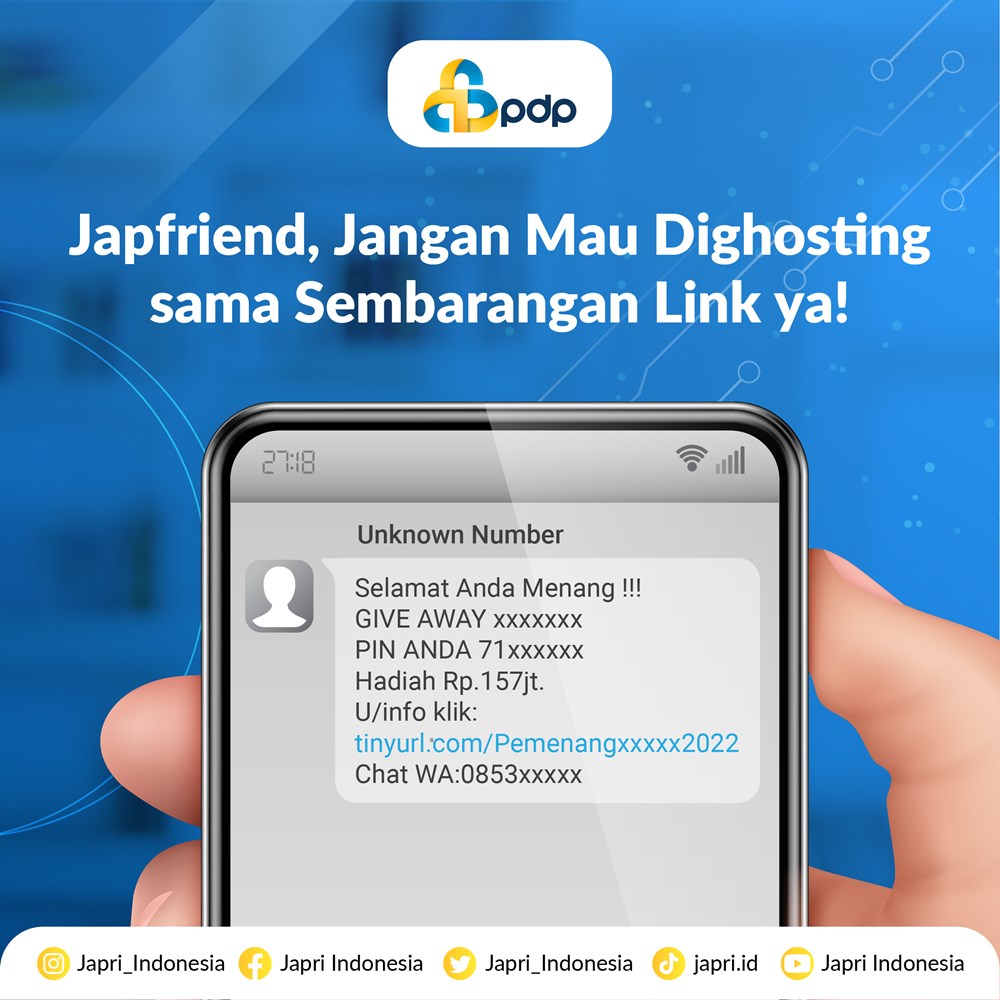 pdp
Japfriend, Jangan Mau Dighosting
sama Sembarangan Link ya!
27:18
Unknown Number
Selamat Anda Menang !!!
GIVE AWAY xxxxxxx
PIN ANDA 71xxxxxx
Hadiah Rp.157jt.
U/info klik:
tinyurl.com/Pemenangxxxxx2022
Chat WA:0853xxxxx
Japri_Indonesia Japri Indonesia Japri_Indonesia japri.id Japri Indonesia